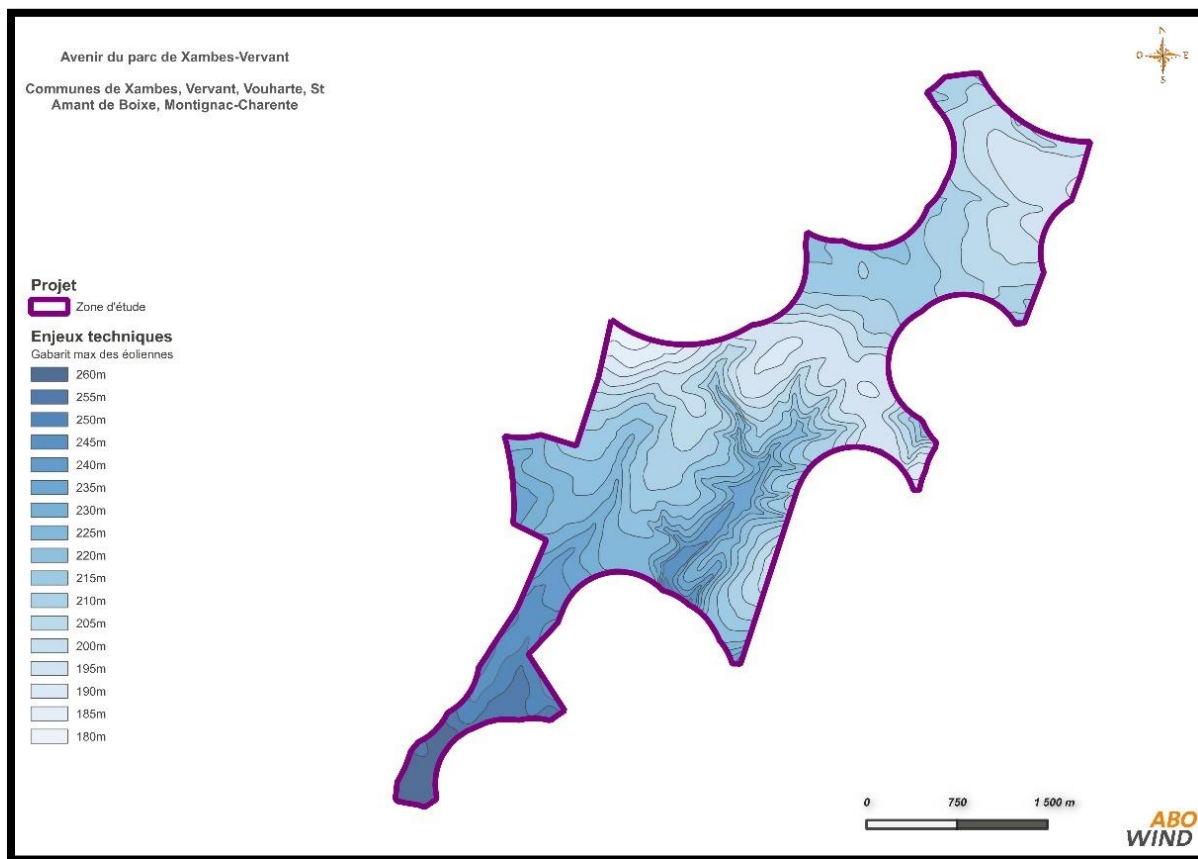 Avenir du parc de Xambes-Vervant
Communes de Xambes, Vervant, Vouharte, St
Amant de Boixe, Montignac-Charente
N
O
E
S
Projet
Zone d'étude
Enjeux techniques
Gabarit max des éoliennes
260m
255m
250m
245m
240m
235m
230m
225m
220m
215m
210m
205m
200m
195m
190m
185m
180m
0 750 1 500 m
ABO
WIND